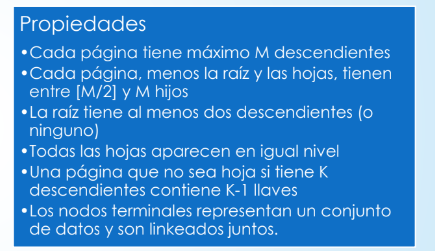 Propiedades
•Cada página tiene máximo M descendientes
•Cada página, menos la raíz y las hojas, tienen
entre [M/2] y M hijos
•La raíz tiene al menos dos descendientes (o
ninguno)
•Todas las hojas aparecen en igual nivel
•Una página que no sea hoja si tiene K
descendientes contiene K-1 llaves
•Los nodos terminales representan un conjunto
de datos y son linkeados juntos.